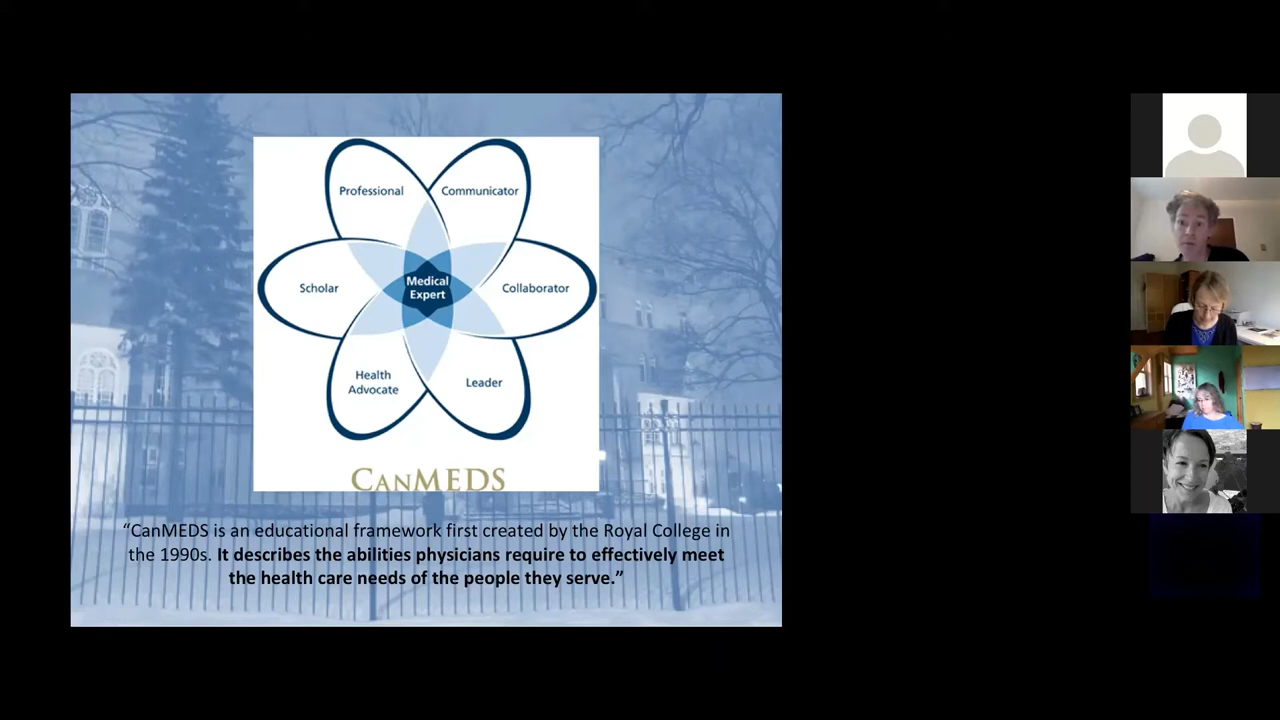 Professional
Communicator
Scholar
Medical
Expert
Collaborator
Health
Advocate
Leader
CANMEDS
“CanMEDS is an educational framework first created by the Royal College in
the 1990s. It describes the abilities physicians require to effectively meet
the health care needs of the people they serve.”